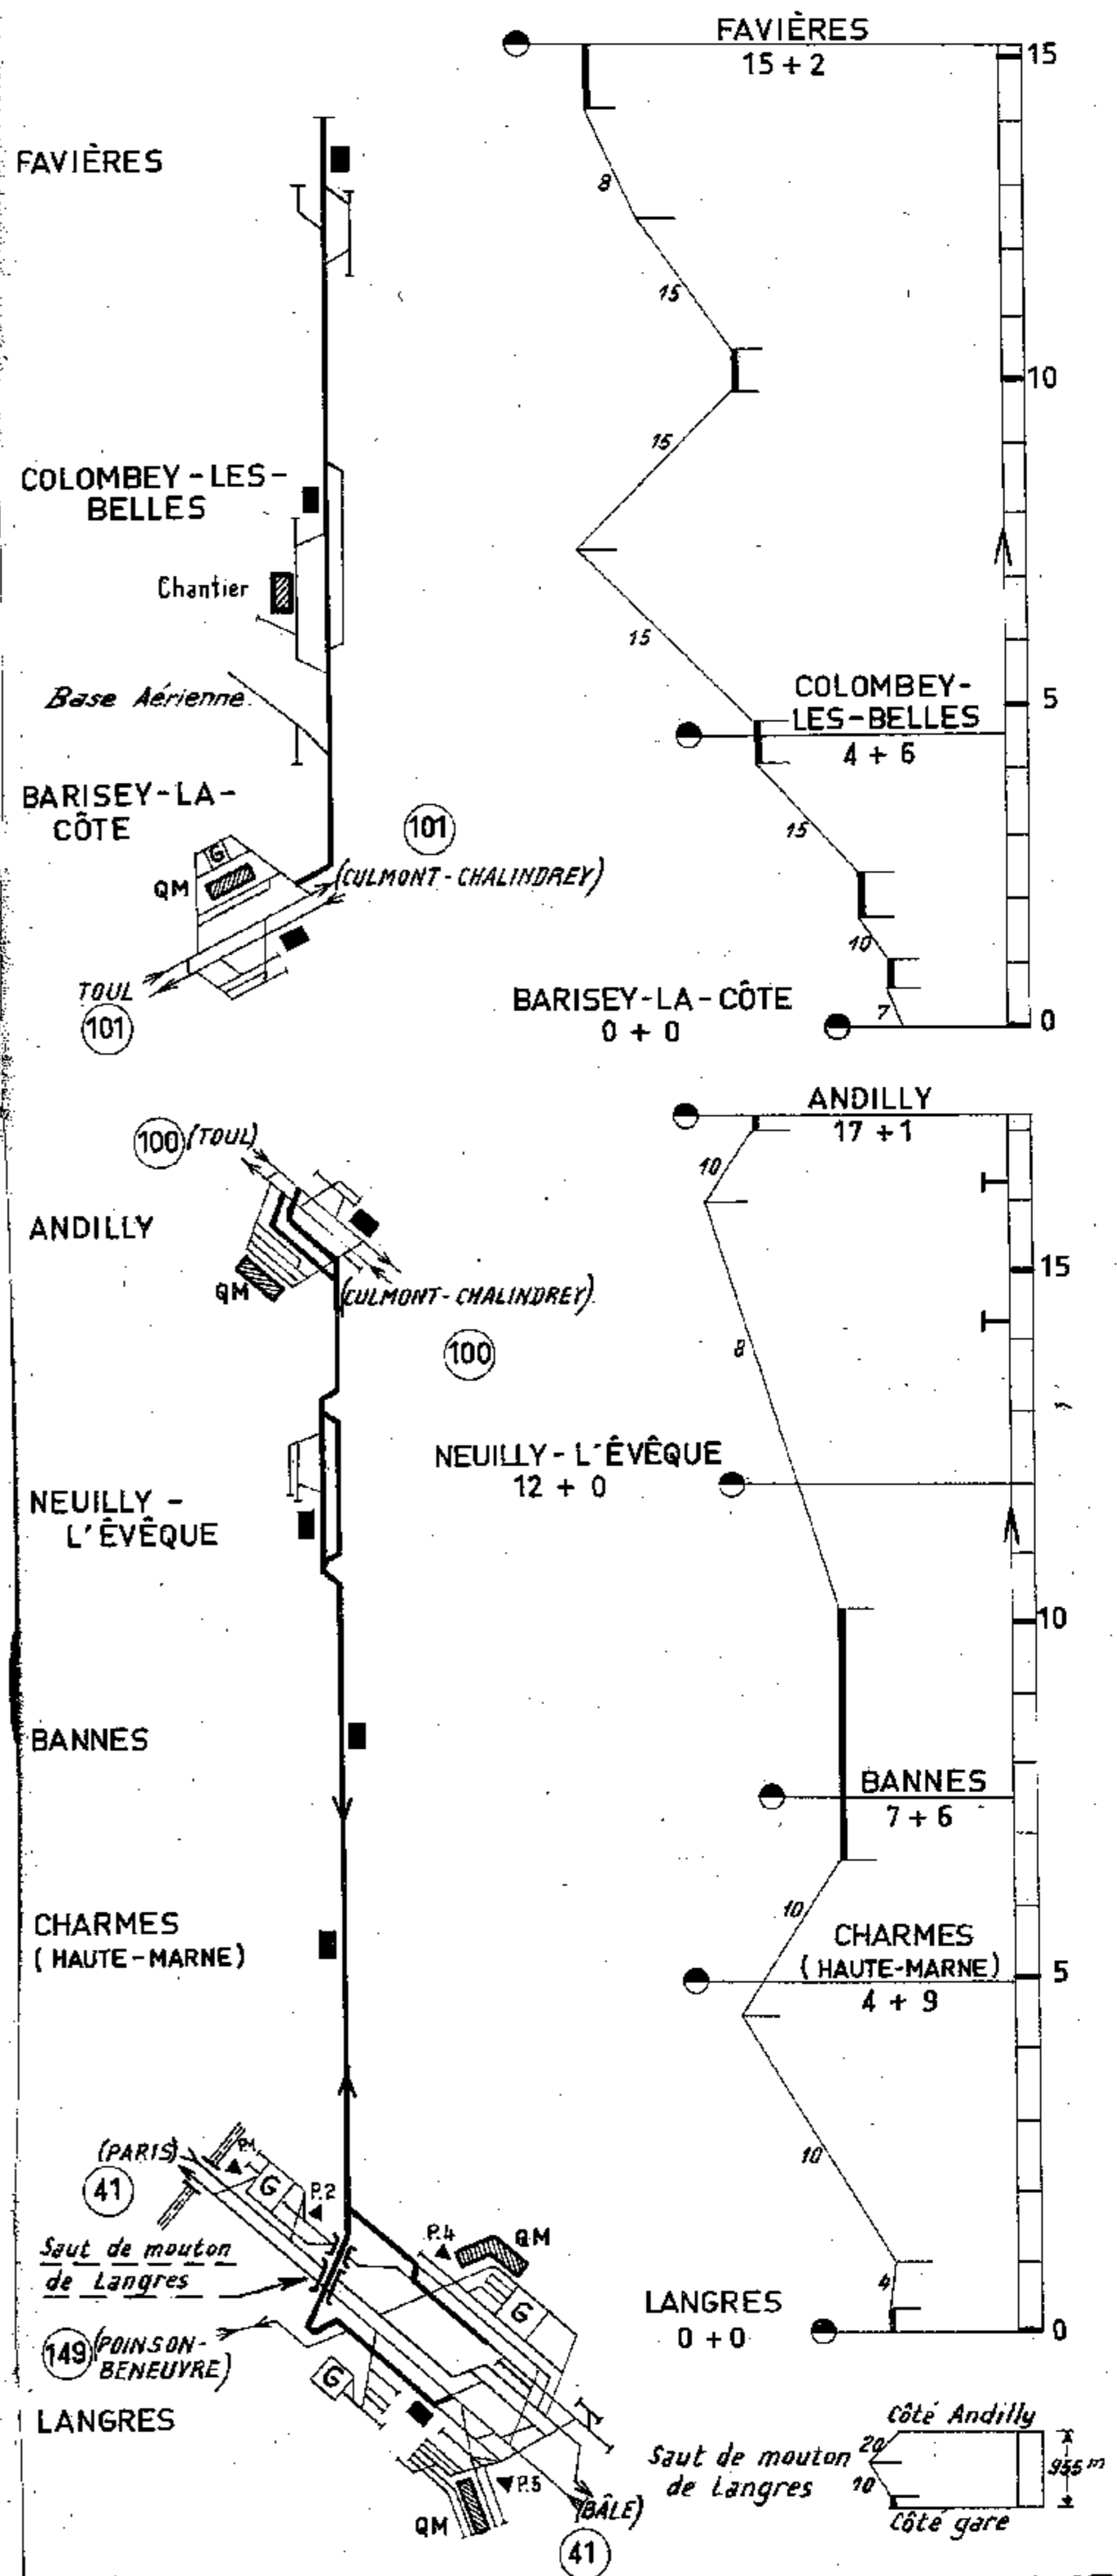 FAVIÈRES
15 + 2
15
FAVIÈRES
8
15
10
15
COLOMBEY - LES -
BELLES
Chantier
15
Base Aérienne
COLOMBEY-
LES-BELLES
4 + 6
5
BARISEY-LA-
CÔTE
101
15
G
QM
(CULMONT-CHALINDREY)
10
TOUL
101
BARISEY-LA-CÔTE
0 + 0
7
0
ANDILLY
17 + 1
100 (TOUL)
10
ANDILLY
15
QM
(CULMONT-CHALINDREY)
100
8
NEUILLY - L'ÉVÊQUE
12 + 0
NEUILLY -
L'ÉVÊQUE
10
BANNES
BANNES
7 + 6
10
CHARMES
(HAUTE-MARNE)
CHARMES
(HAUTE-MARNE)
4 + 9
5
10
(PARIS)
41
P.1
G
P.2
P.4
QM
Saut de mouton
de Langres
G
4
LANGRES
0 + 0
0
149 (POINSON-
BENEUVRE)
G
LANGRES
Côté Andilly
Saut de mouton
de Langres
20
10
955 m
Côté gare
P.5
QM
(BÂLE)
41